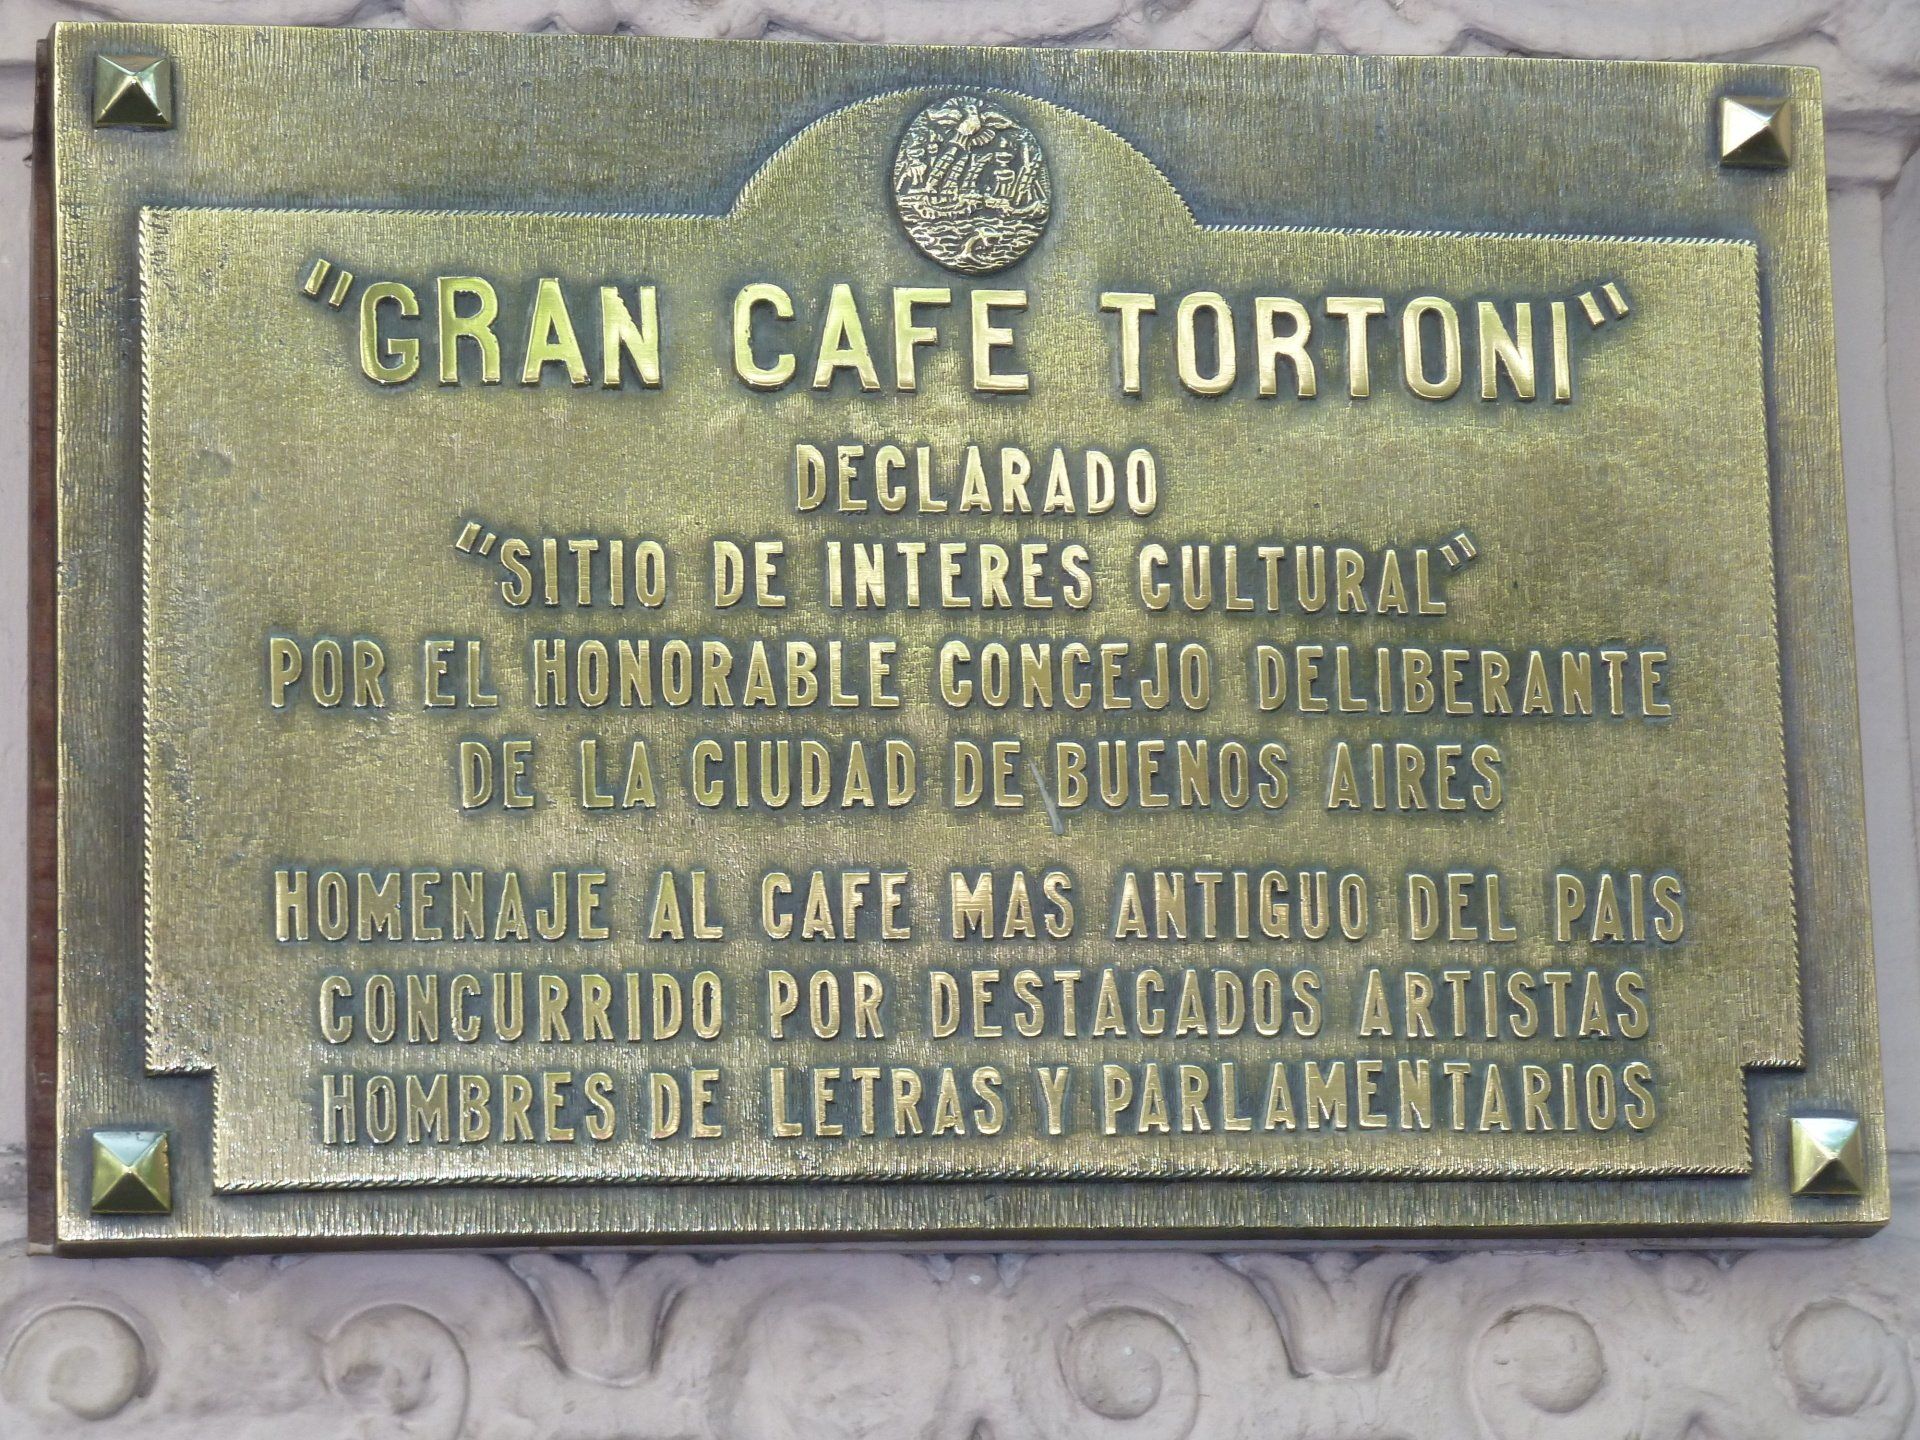 "GRAN CAFE TORTONI"
DECLARADO
"SITIO DE INTERES CULTURAL"
POR EL HONORABLE CONCEJO DELIBERANTE
DE LA CIUDAD DE BUENOS AIRES
HOMENAJE AL CAFE MAS ANTIGUO DEL PAIS
CONCURRIDO POR DESTACADOS ARTISTAS
HOMBRES DE LETRAS Y PARLAMENTARIOS